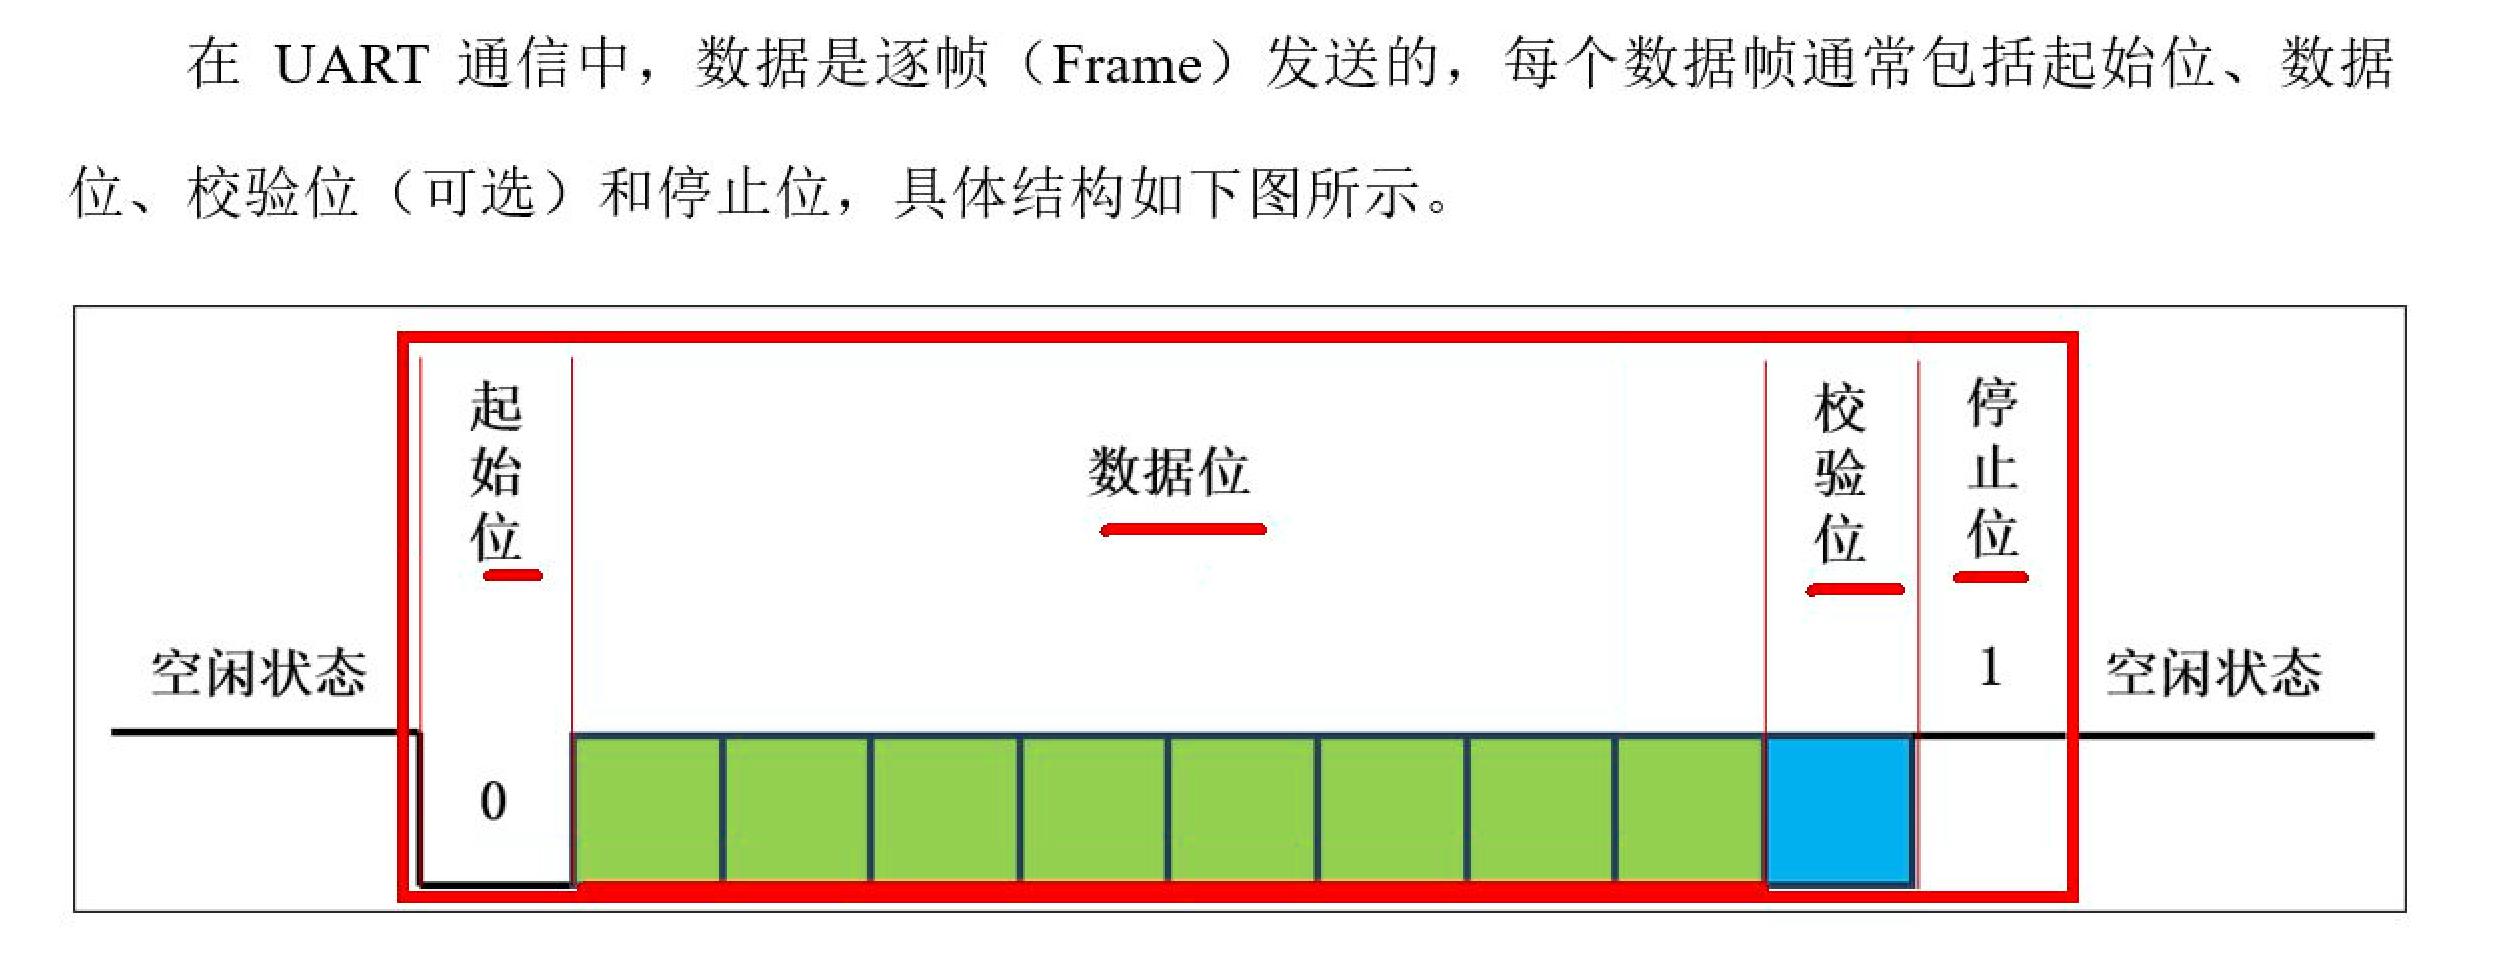 在 UART 通信中，数据是逐帧（Frame）发送的，每个数据帧通常包括起始位、数据
位、校验位（可选）和停止位，具体结构如下图所示。
空闲状态
起始位
0
数据位
校验位
停止位
1
空闲状态